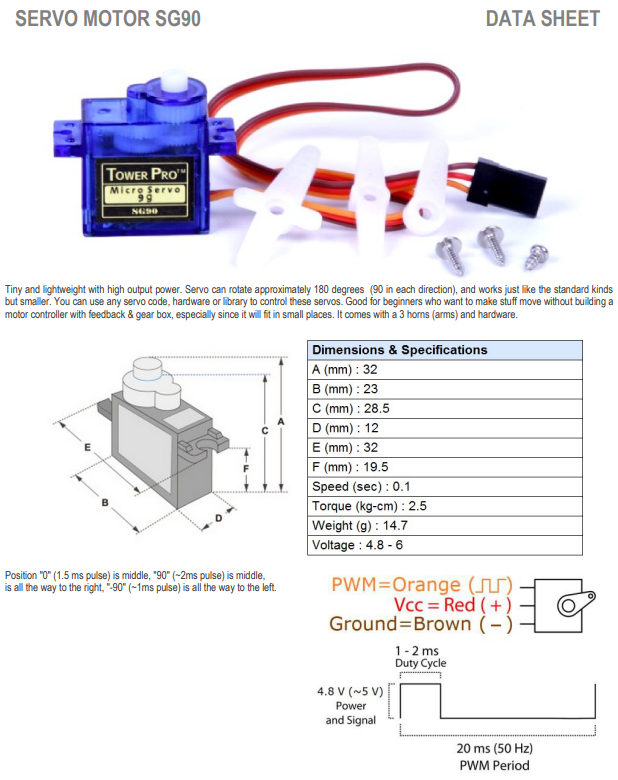 SERVO MOTOR SG90 DATA SHEET
TOWER PRO™
Micro Servo
9g
SG90
Tiny and lightweight with high output power. Servo can rotate approximately 180 degrees (90 in each direction), and works just like the standard kinds
but smaller. You can use any servo code, hardware or library to control these servos. Good for beginners who want to make stuff move without building a
motor controller with feedback & gear box, especially since it will fit in small places. It comes with a 3 horns (arms) and hardware.
A
C
F
E
B
D
Dimensions & Specifications
A (mm) : 32
B (mm) : 23
C (mm) : 28.5
D (mm) : 12
E (mm) : 32
F (mm) : 19.5
Speed (sec) : 0.1
Torque (kg-cm) : 2.5
Weight (g) : 14.7
Voltage : 4.8 - 6
Position "0" (1.5 ms pulse) is middle, "90" (~2ms pulse) is middle,
is all the way to the right, "-90" (~1ms pulse) is all the way to the left.
PWM=Orange (⎍⎍)
Vcc = Red ( + )
Ground=Brown ( − )
1 - 2 ms
Duty Cycle
4.8 V (~5 V)
Power
and Signal
20 ms (50 Hz)
PWM Period